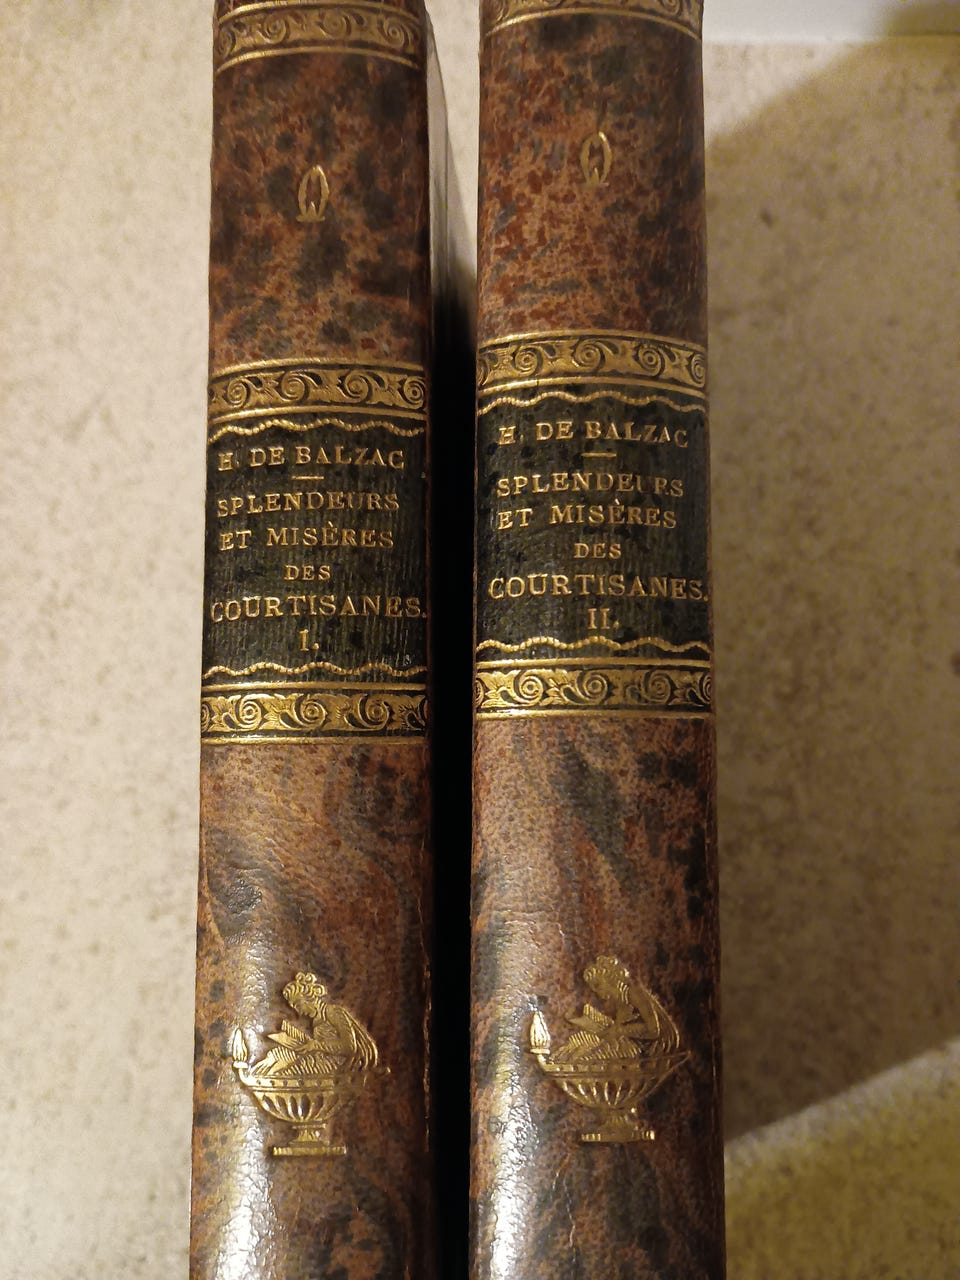 H. DE BALZAC
SPLENDEURS
ET MISÈRES
DES
COURTISANES.
I.
H. DE BALZAC
SPLENDEURS
ET MISÈRES
DES
COURTISANES.
II.